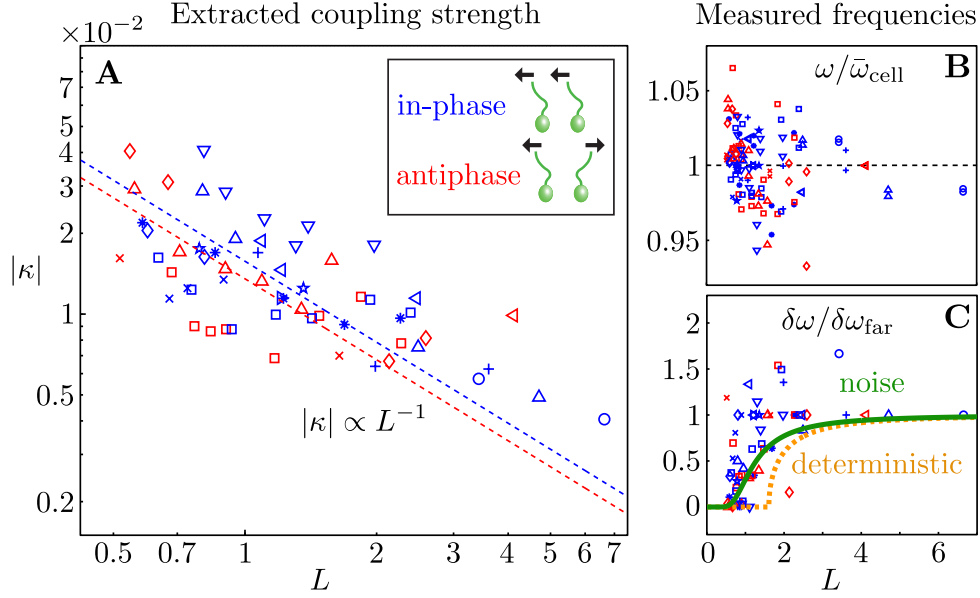 Extracted coupling strength
Measured frequencies
×10⁻²
A
in-phase
antiphase
7
5
4
3
2
1
0.5
0.2
|κ|
|κ| ∝ L⁻¹
0.5 0.7 1 2 3 4 5 6 7
L
B
ω/ω̄cell
1.05
1
0.95
C
δω/δωfar
noise
deterministic
2
1.5
1
0.5
0
0 2 4 6
L